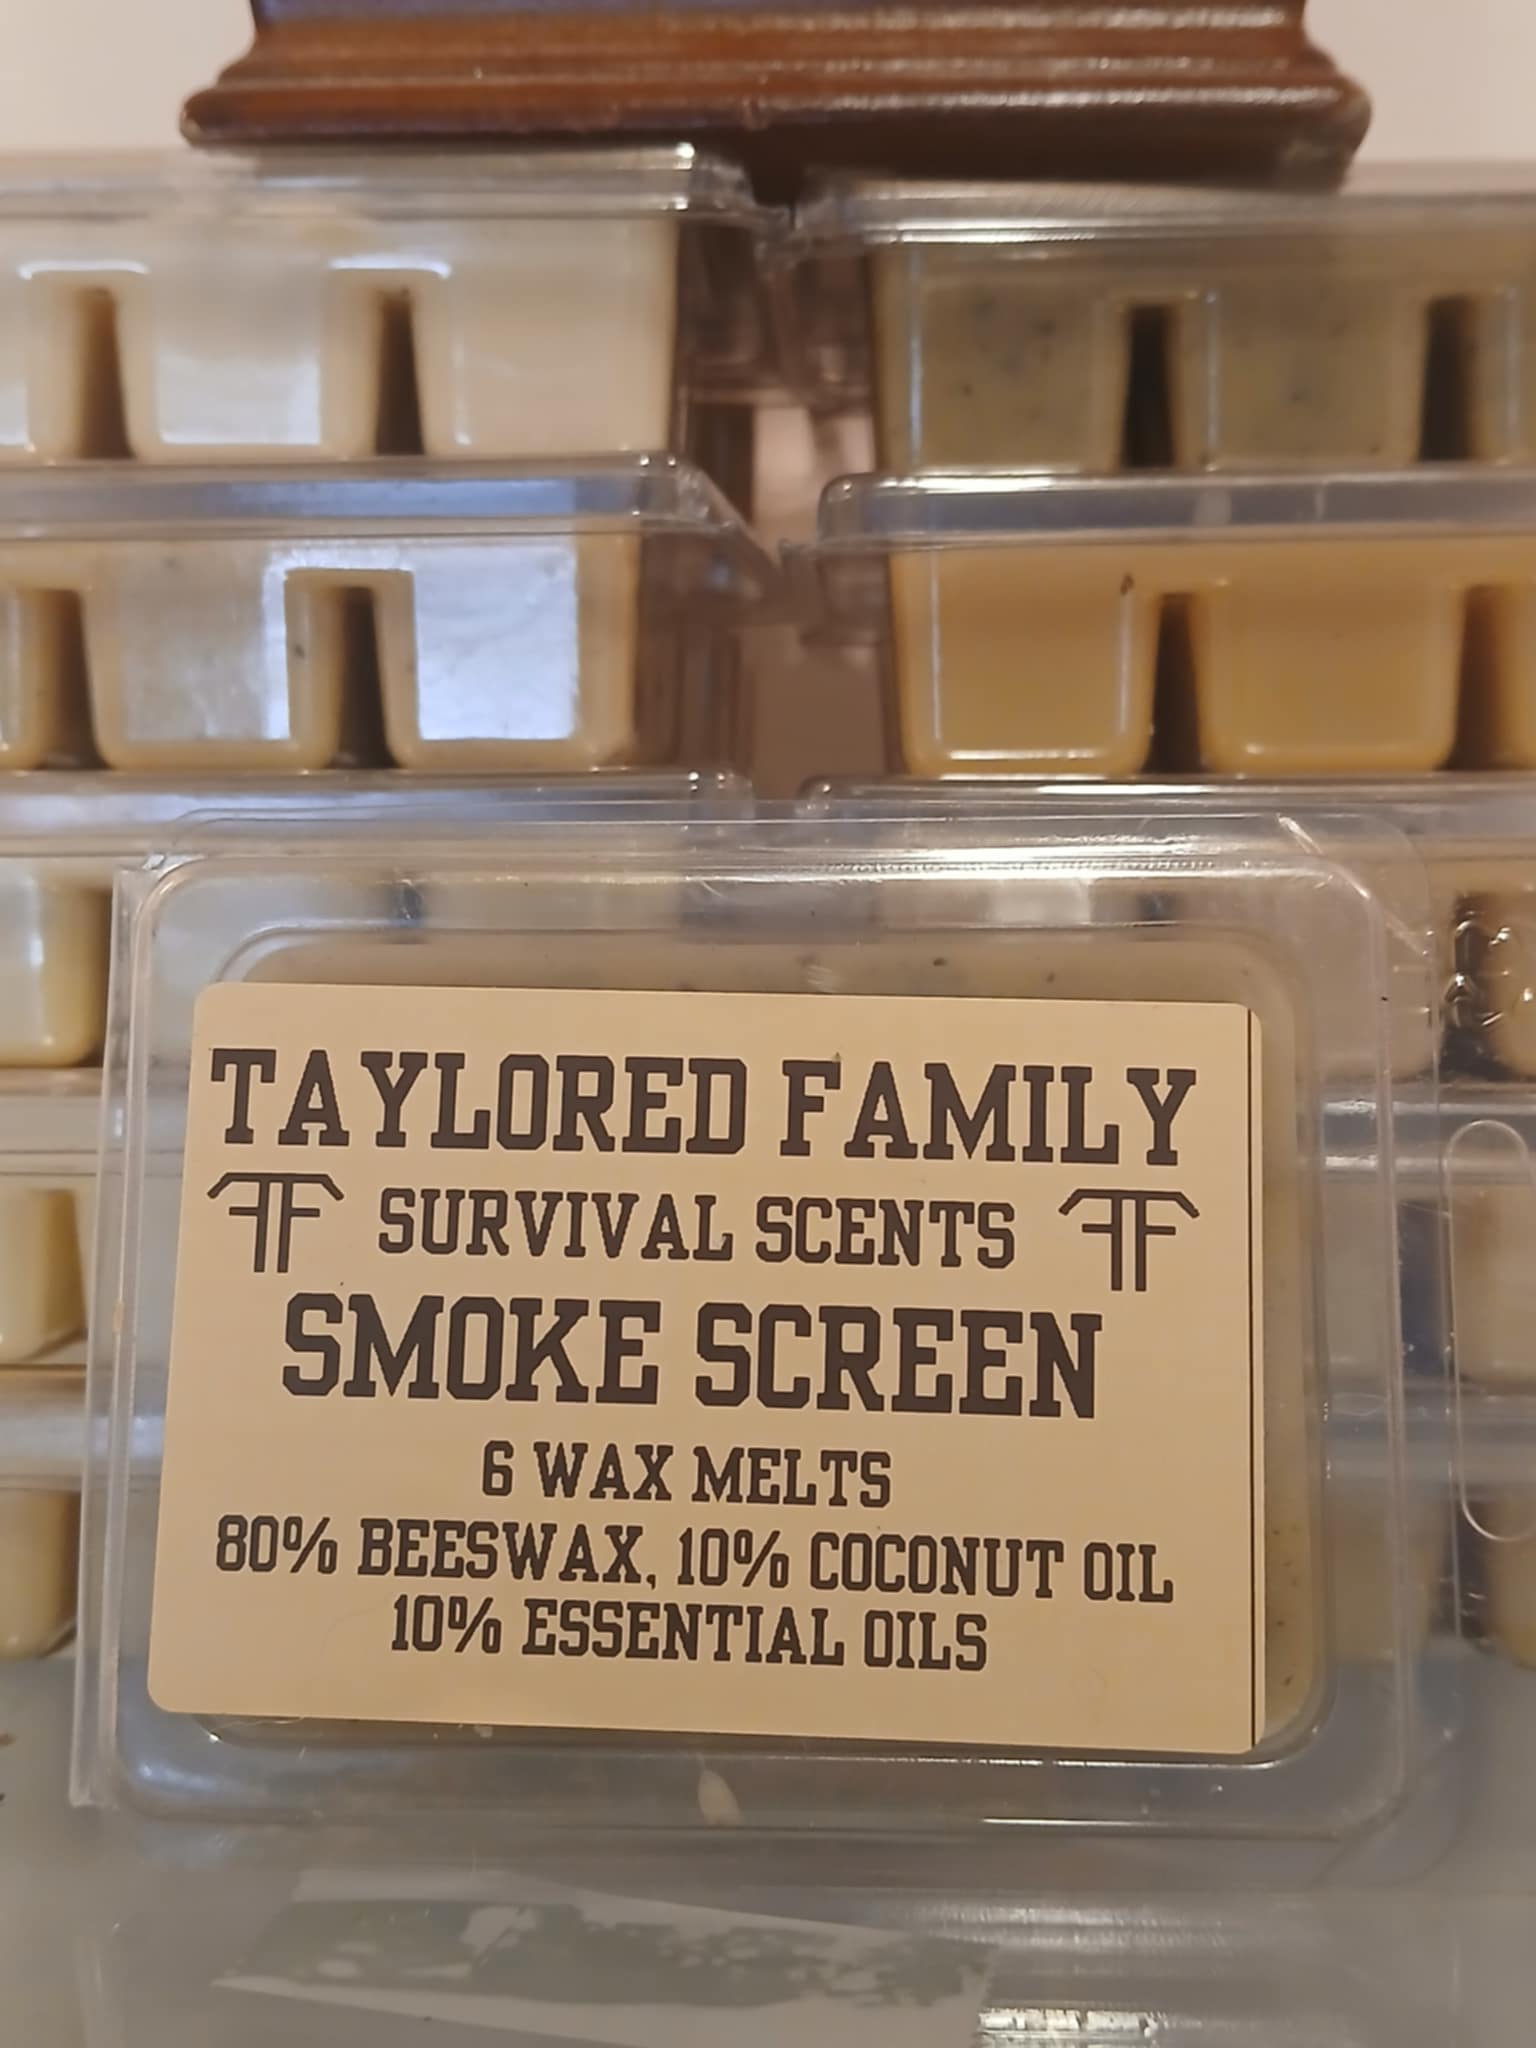 TAYLORED FAMILY
SURVIVAL SCENTS
SMOKE SCREEN
6 WAX MELTS
80% BEESWAX, 10% COCONUT OIL
10% ESSENTIAL OILS